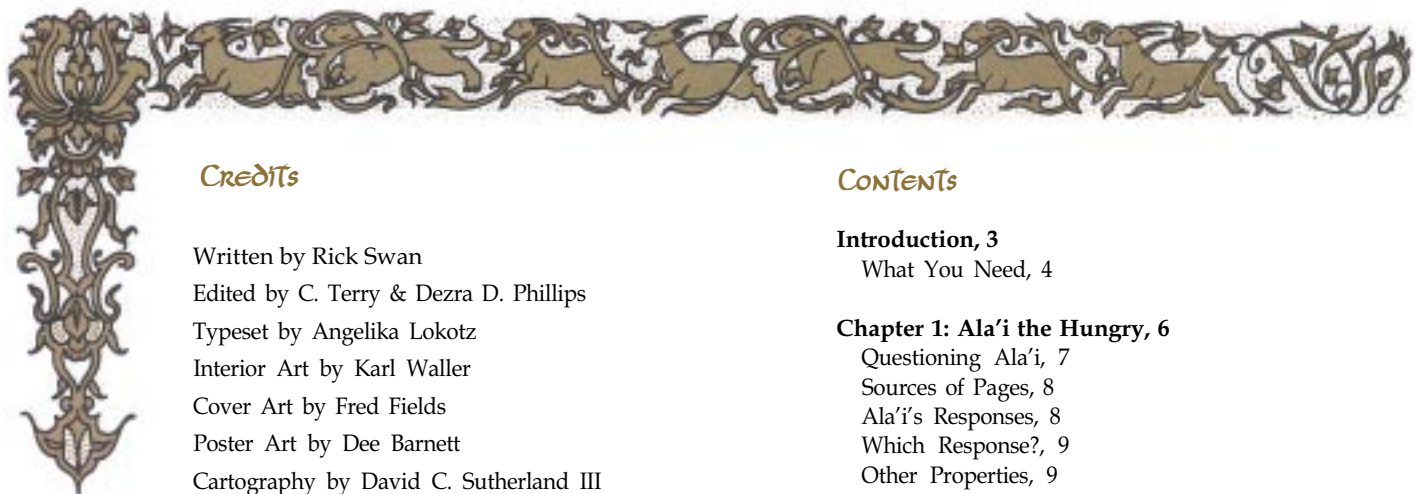 Credits
Written by Rick Swan
Edited by C. Terry & Dezra D. Phillips
Typeset by Angelika Lokotz
Interior Art by Karl Waller
Cover Art by Fred Fields
Poster Art by Dee Barnett
Cartography by David C. Sutherland III
Contents
Introduction, 3
What You Need, 4
Chapter 1: Ala’i the Hungry, 6
Questioning Ala’i, 7
Sources of Pages, 8
Ala’i’s Responses, 8
Which Response?, 9
Other Properties, 9